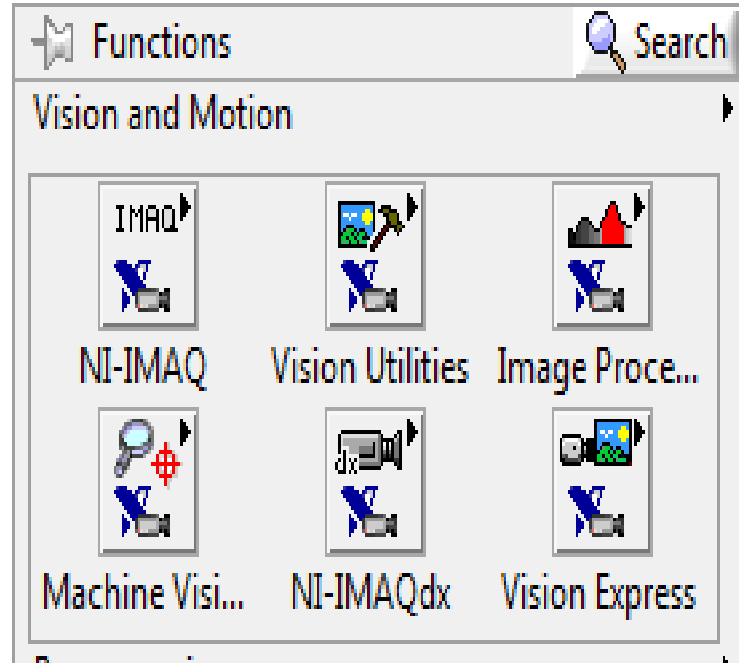 Functions Search
Vision and Motion
IMAQ
NI-IMAQ Vision Utilities Image Proce...
dx
Machine Visi... NI-IMAQdx Vision Express